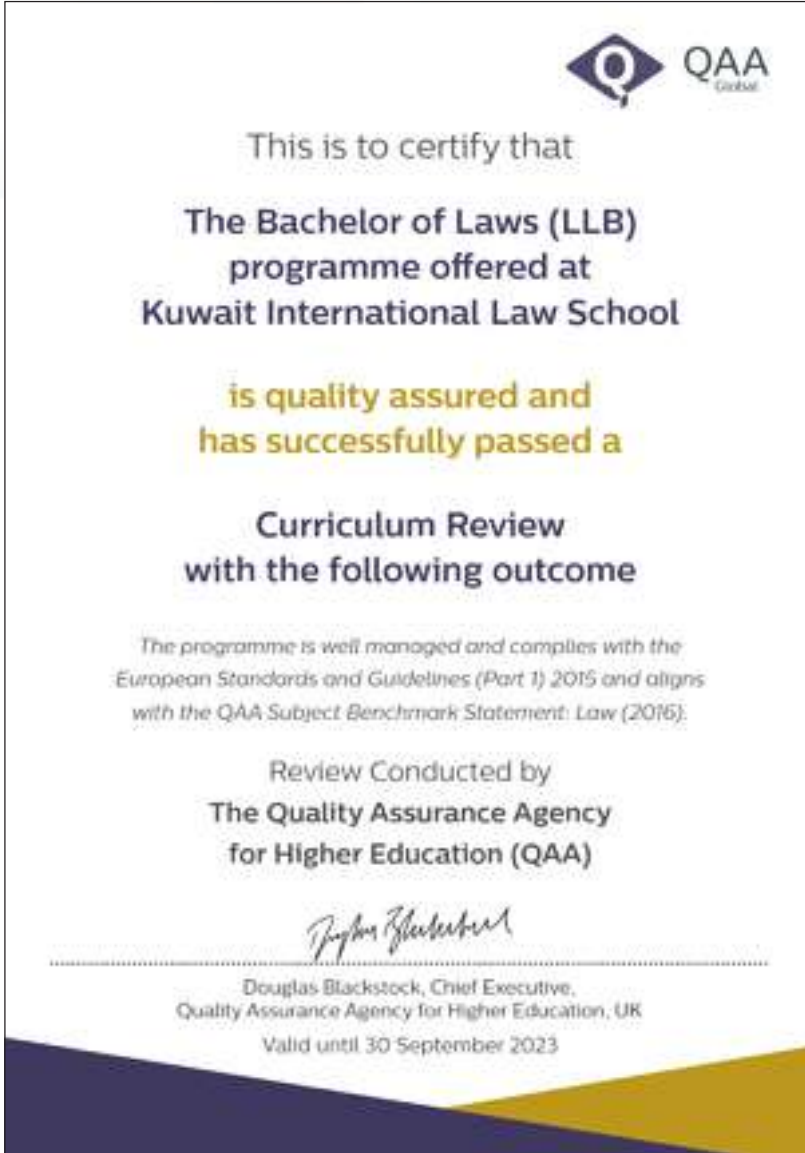 QAA
Global
This is to certify that
The Bachelor of Laws (LLB)
programme offered at
Kuwait International Law School
is quality assured and
has successfully passed a
Curriculum Review
with the following outcome
The programme is well managed and complies with the
European Standards and Guidelines (Part 1) 2015 and aligns
with the QAA Subject Benchmark Statement: Law (2016).
Review Conducted by
The Quality Assurance Agency
for Higher Education (QAA)
Douglas Blackstock, Chief Executive,
Quality Assurance Agency for Higher Education, UK
Valid until 30 September 2023